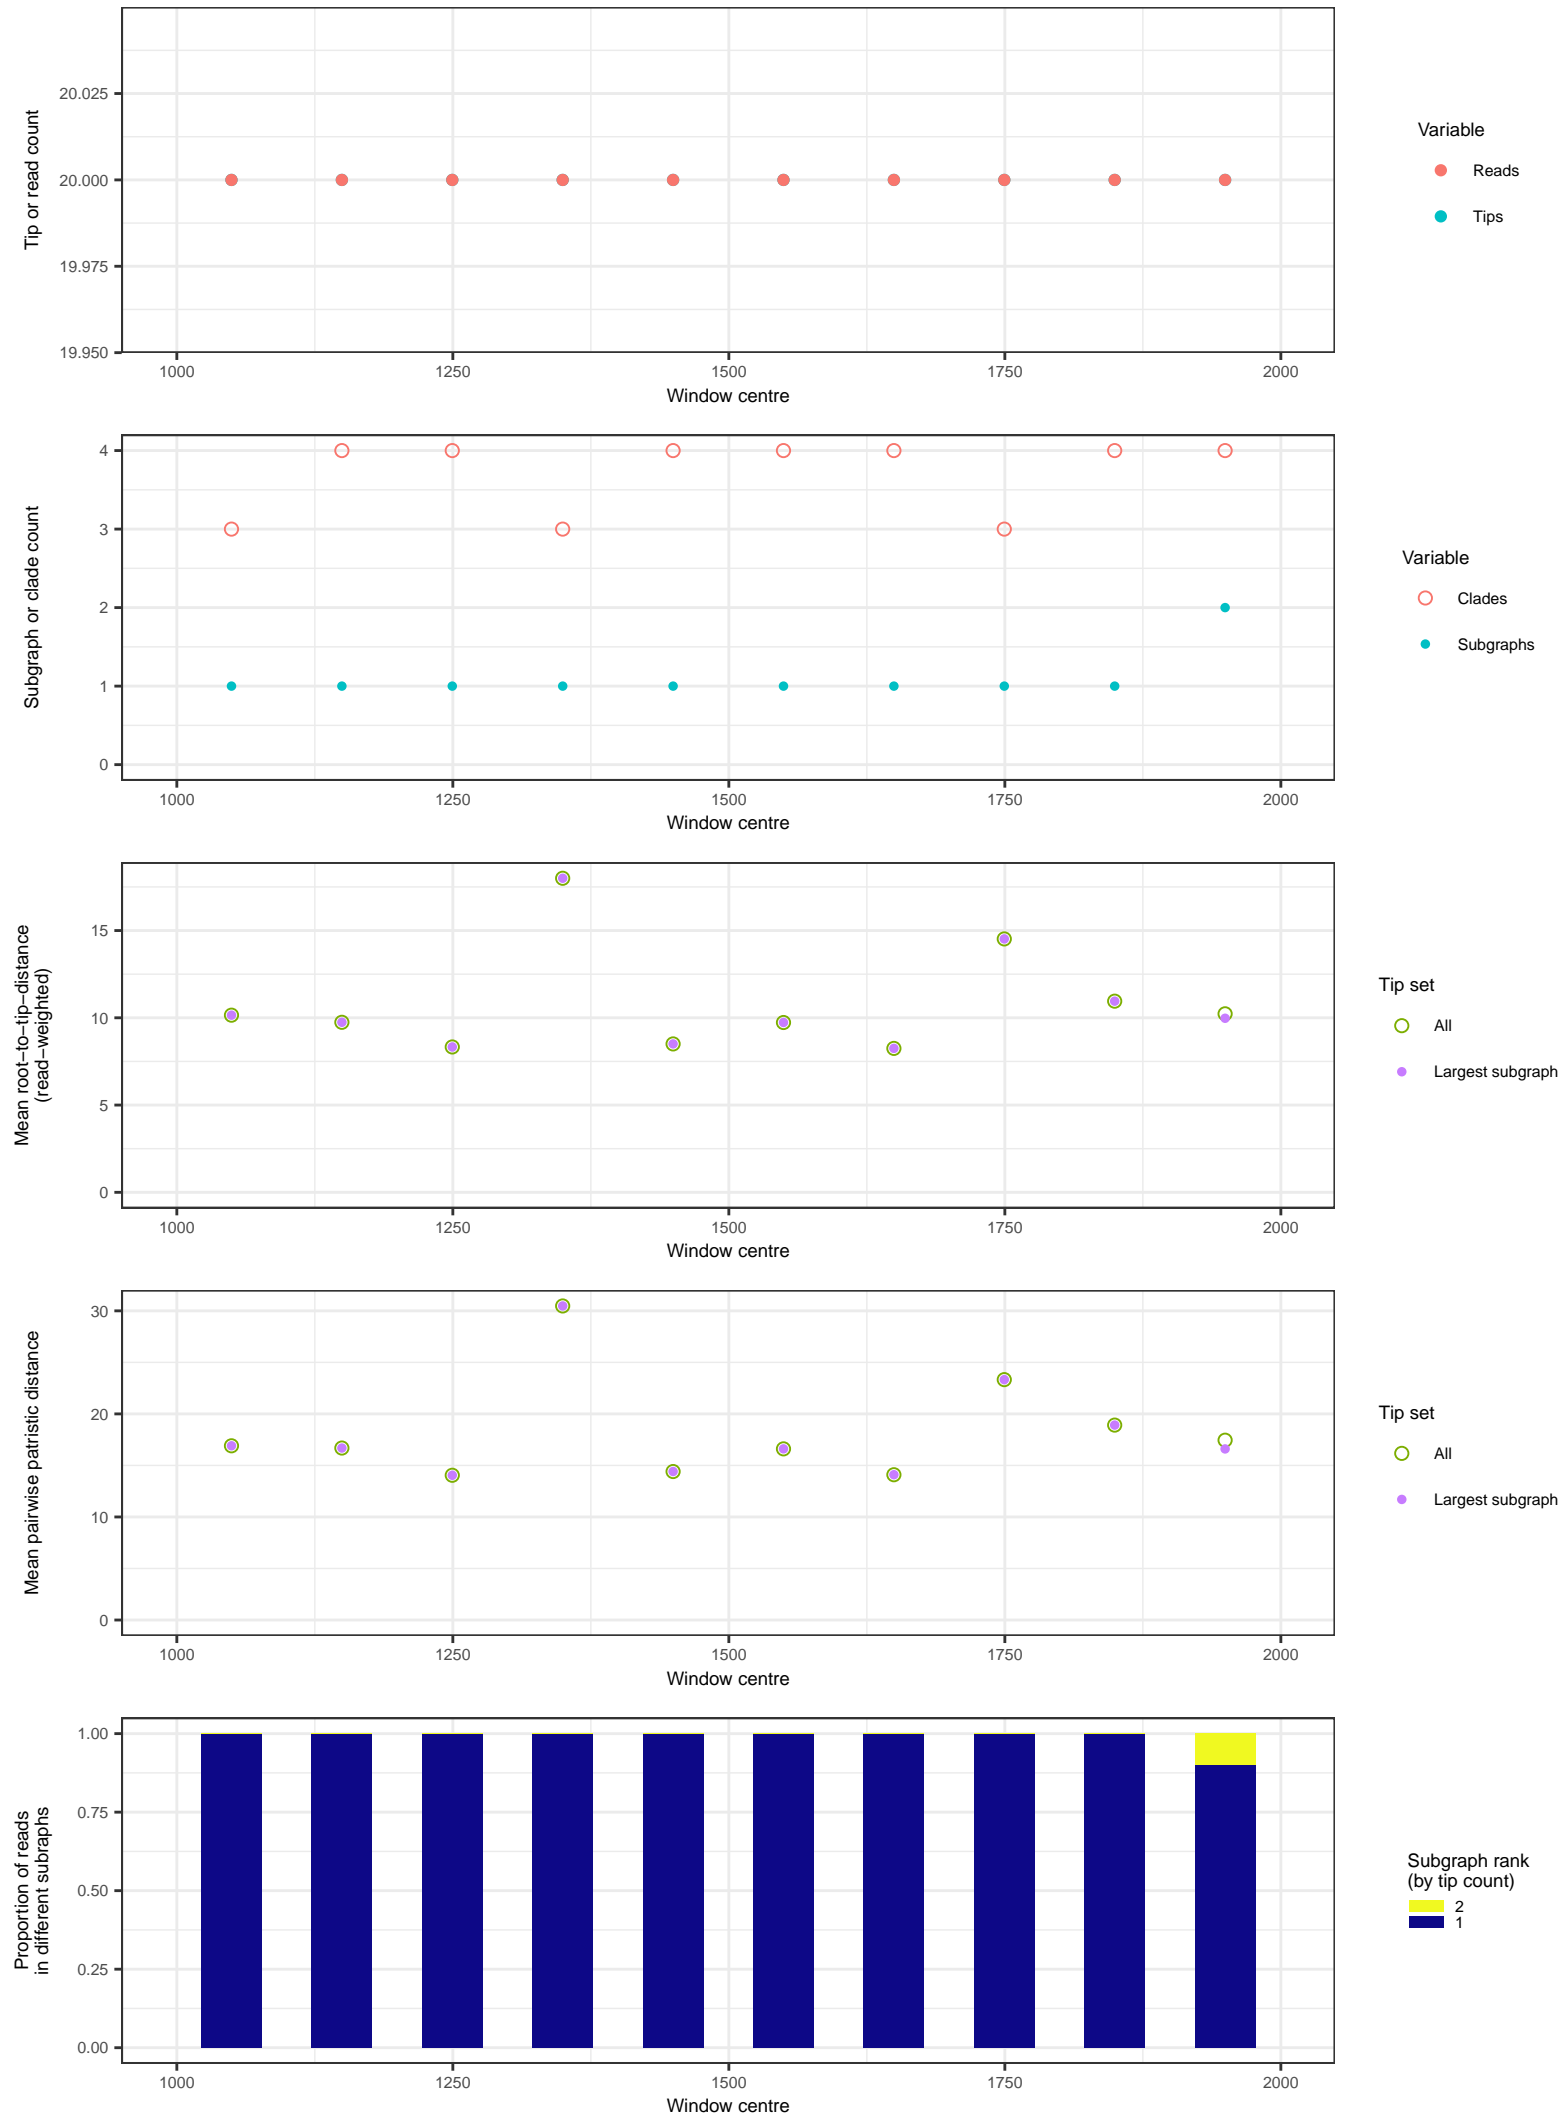 20.025
20.000
19.975
19.950
Tip or read count
1000 1250 1500 1750 2000
Window centre
Variable
Reads
Tips
4
3
2
1
0
Subgraph or clade count
1000 1250 1500 1750 2000
Window centre
Variable
Clades
Subgraphs
15
10
5
0
Mean root−to−tip−distance
(read−weighted)
1000 1250 1500 1750 2000
Window centre
Tip set
All
Largest subgraph
30
20
10
0
Mean pairwise patristic distance
1000 1250 1500 1750 2000
Window centre
Tip set
All
Largest subgraph
1.00
0.75
0.50
0.25
0.00
Proportion of reads
in different subraphs
1000 1250 1500 1750 2000
Window centre
Subgraph rank
(by tip count)
2
1